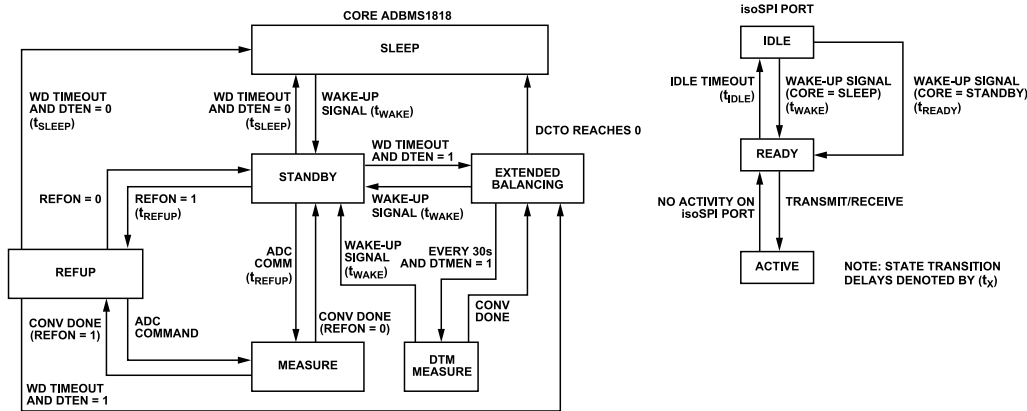 CORE ADBMS1818
SLEEP
WD TIMEOUT
AND DTEN = 0
(tSLEEP)
WD TIMEOUT
AND DTEN = 0
(tSLEEP)
WAKE-UP
SIGNAL (tWAKE)
DCTO REACHES 0
WD TIMEOUT
AND DTEN = 1
STANDBY
EXTENDED
BALANCING
WAKE-UP
SIGNAL (tWAKE)
REFON = 0
REFON = 1
(tREFUP)
REFUP
ADC
COMM
(tREFUP)
WAKE-UP
SIGNAL
(tWAKE)
EVERY 30s
AND DTMEN = 1
CONV DONE
(REFON = 1)
ADC
COMMAND
CONV DONE
(REFON = 0)
CONV
DONE
MEASURE
DTM
MEASURE
WD TIMEOUT
AND DTEN = 1
isoSPI PORT
IDLE
IDLE TIMEOUT
(tIDLE)
WAKE-UP SIGNAL
(CORE = SLEEP)
(tWAKE)
WAKE-UP SIGNAL
(CORE = STANDBY)
(tREADY)
READY
NO ACTIVITY ON
isoSPI PORT
TRANSMIT/RECEIVE
ACTIVE
NOTE: STATE TRANSITION
DELAYS DENOTED BY (tX)